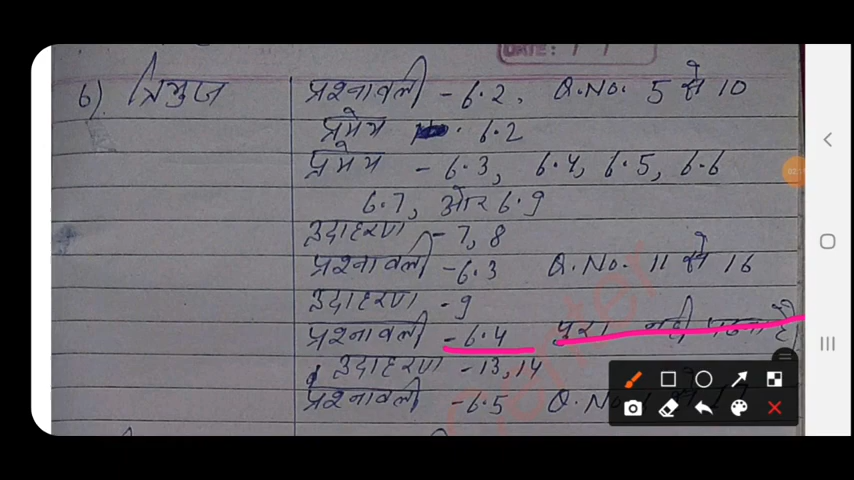 DATE:
6) त्रिभुज प्रश्नावली - 6.2, Q.No. 5 से 10
प्रमेय 6.2
प्रमेय - 6.3, 6.4, 6.5, 6.6
6.7, और 6.9
उदाहरण - 7, 8
प्रश्नावली - 6.3 Q.No. 11 से 16
उदाहरण - 9
प्रश्नावली - 6.4 पुरा नही पढना है
उदाहरण - 13, 14
प्रश्नावली - 6.5 Q.No.